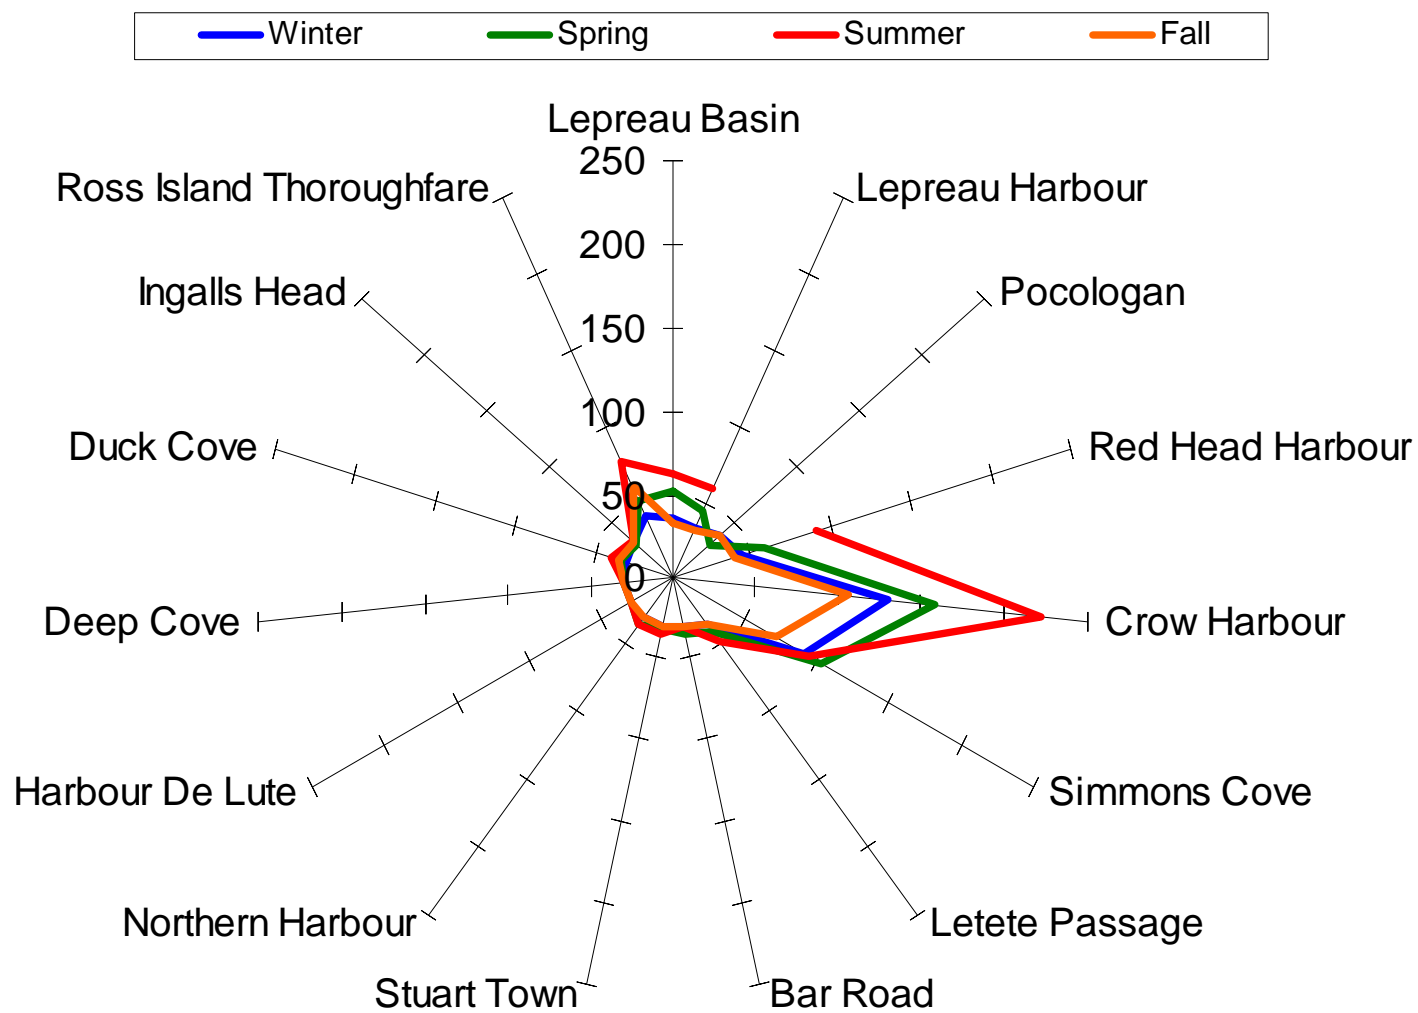 Winter Spring Summer Fall
Lepreau Basin
250
Ross Island Thoroughfare Lepreau Harbour
200
Ingalls Head Pocologan
150
100
Duck Cove Red Head Harbour
50
0
Deep Cove Crow Harbour
Harbour De Lute Simmons Cove
Northern Harbour Letete Passage
Stuart Town Bar Road